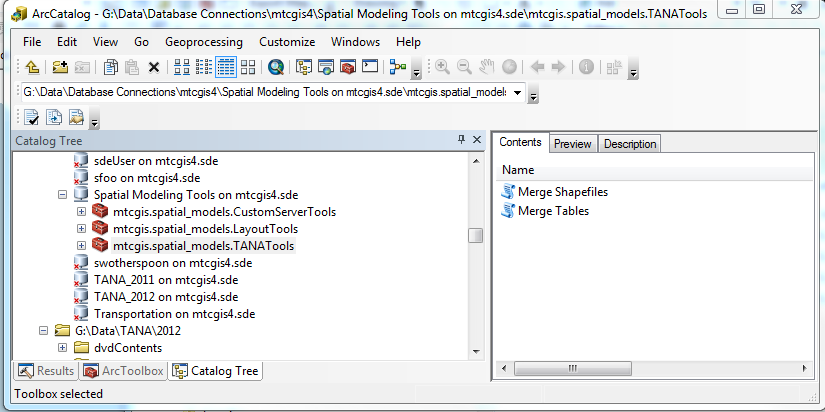 ArcCatalog - G:\Data\Database Connections\mtcgis4\Spatial Modeling Tools on mtcgis4.sde\mtcgis.spatial_models.TANATools
File Edit View Go Geoprocessing Customize Windows Help
G:\Data\Database Connections\mtcgis4\Spatial Modeling Tools on mtcgis4.sde\mtcgis.spatial_models
Catalog Tree
sdeUser on mtcgis4.sde
sfoo on mtcgis4.sde
Spatial Modeling Tools on mtcgis4.sde
mtcgis.spatial_models.CustomServerTools
mtcgis.spatial_models.LayoutTools
mtcgis.spatial_models.TANATools
swotherspoon on mtcgis4.sde
TANA_2011 on mtcgis4.sde
TANA_2012 on mtcgis4.sde
Transportation on mtcgis4.sde
G:\Data\TANA\2012
dvdContents
Results ArcToolbox Catalog Tree
Contents Preview Description
Name
Merge Shapefiles
Merge Tables
Toolbox selected